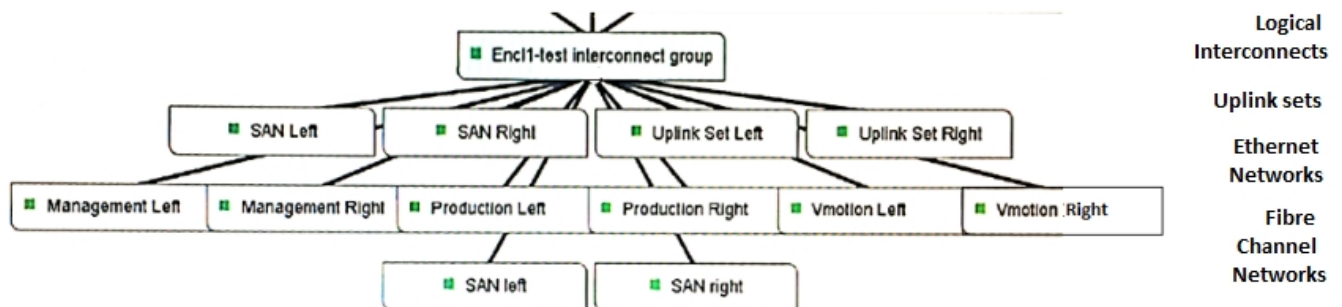 Logical
Interconnects
Encl1-test interconnect group
Uplink sets
SAN Left
SAN Right
Uplink Set Left
Uplink Set Right
Ethernet
Networks
Management Left
Management Right
Production Left
Production Right
Vmotion Left
Vmotion Right
Fibre
Channel
Networks
SAN left
SAN right